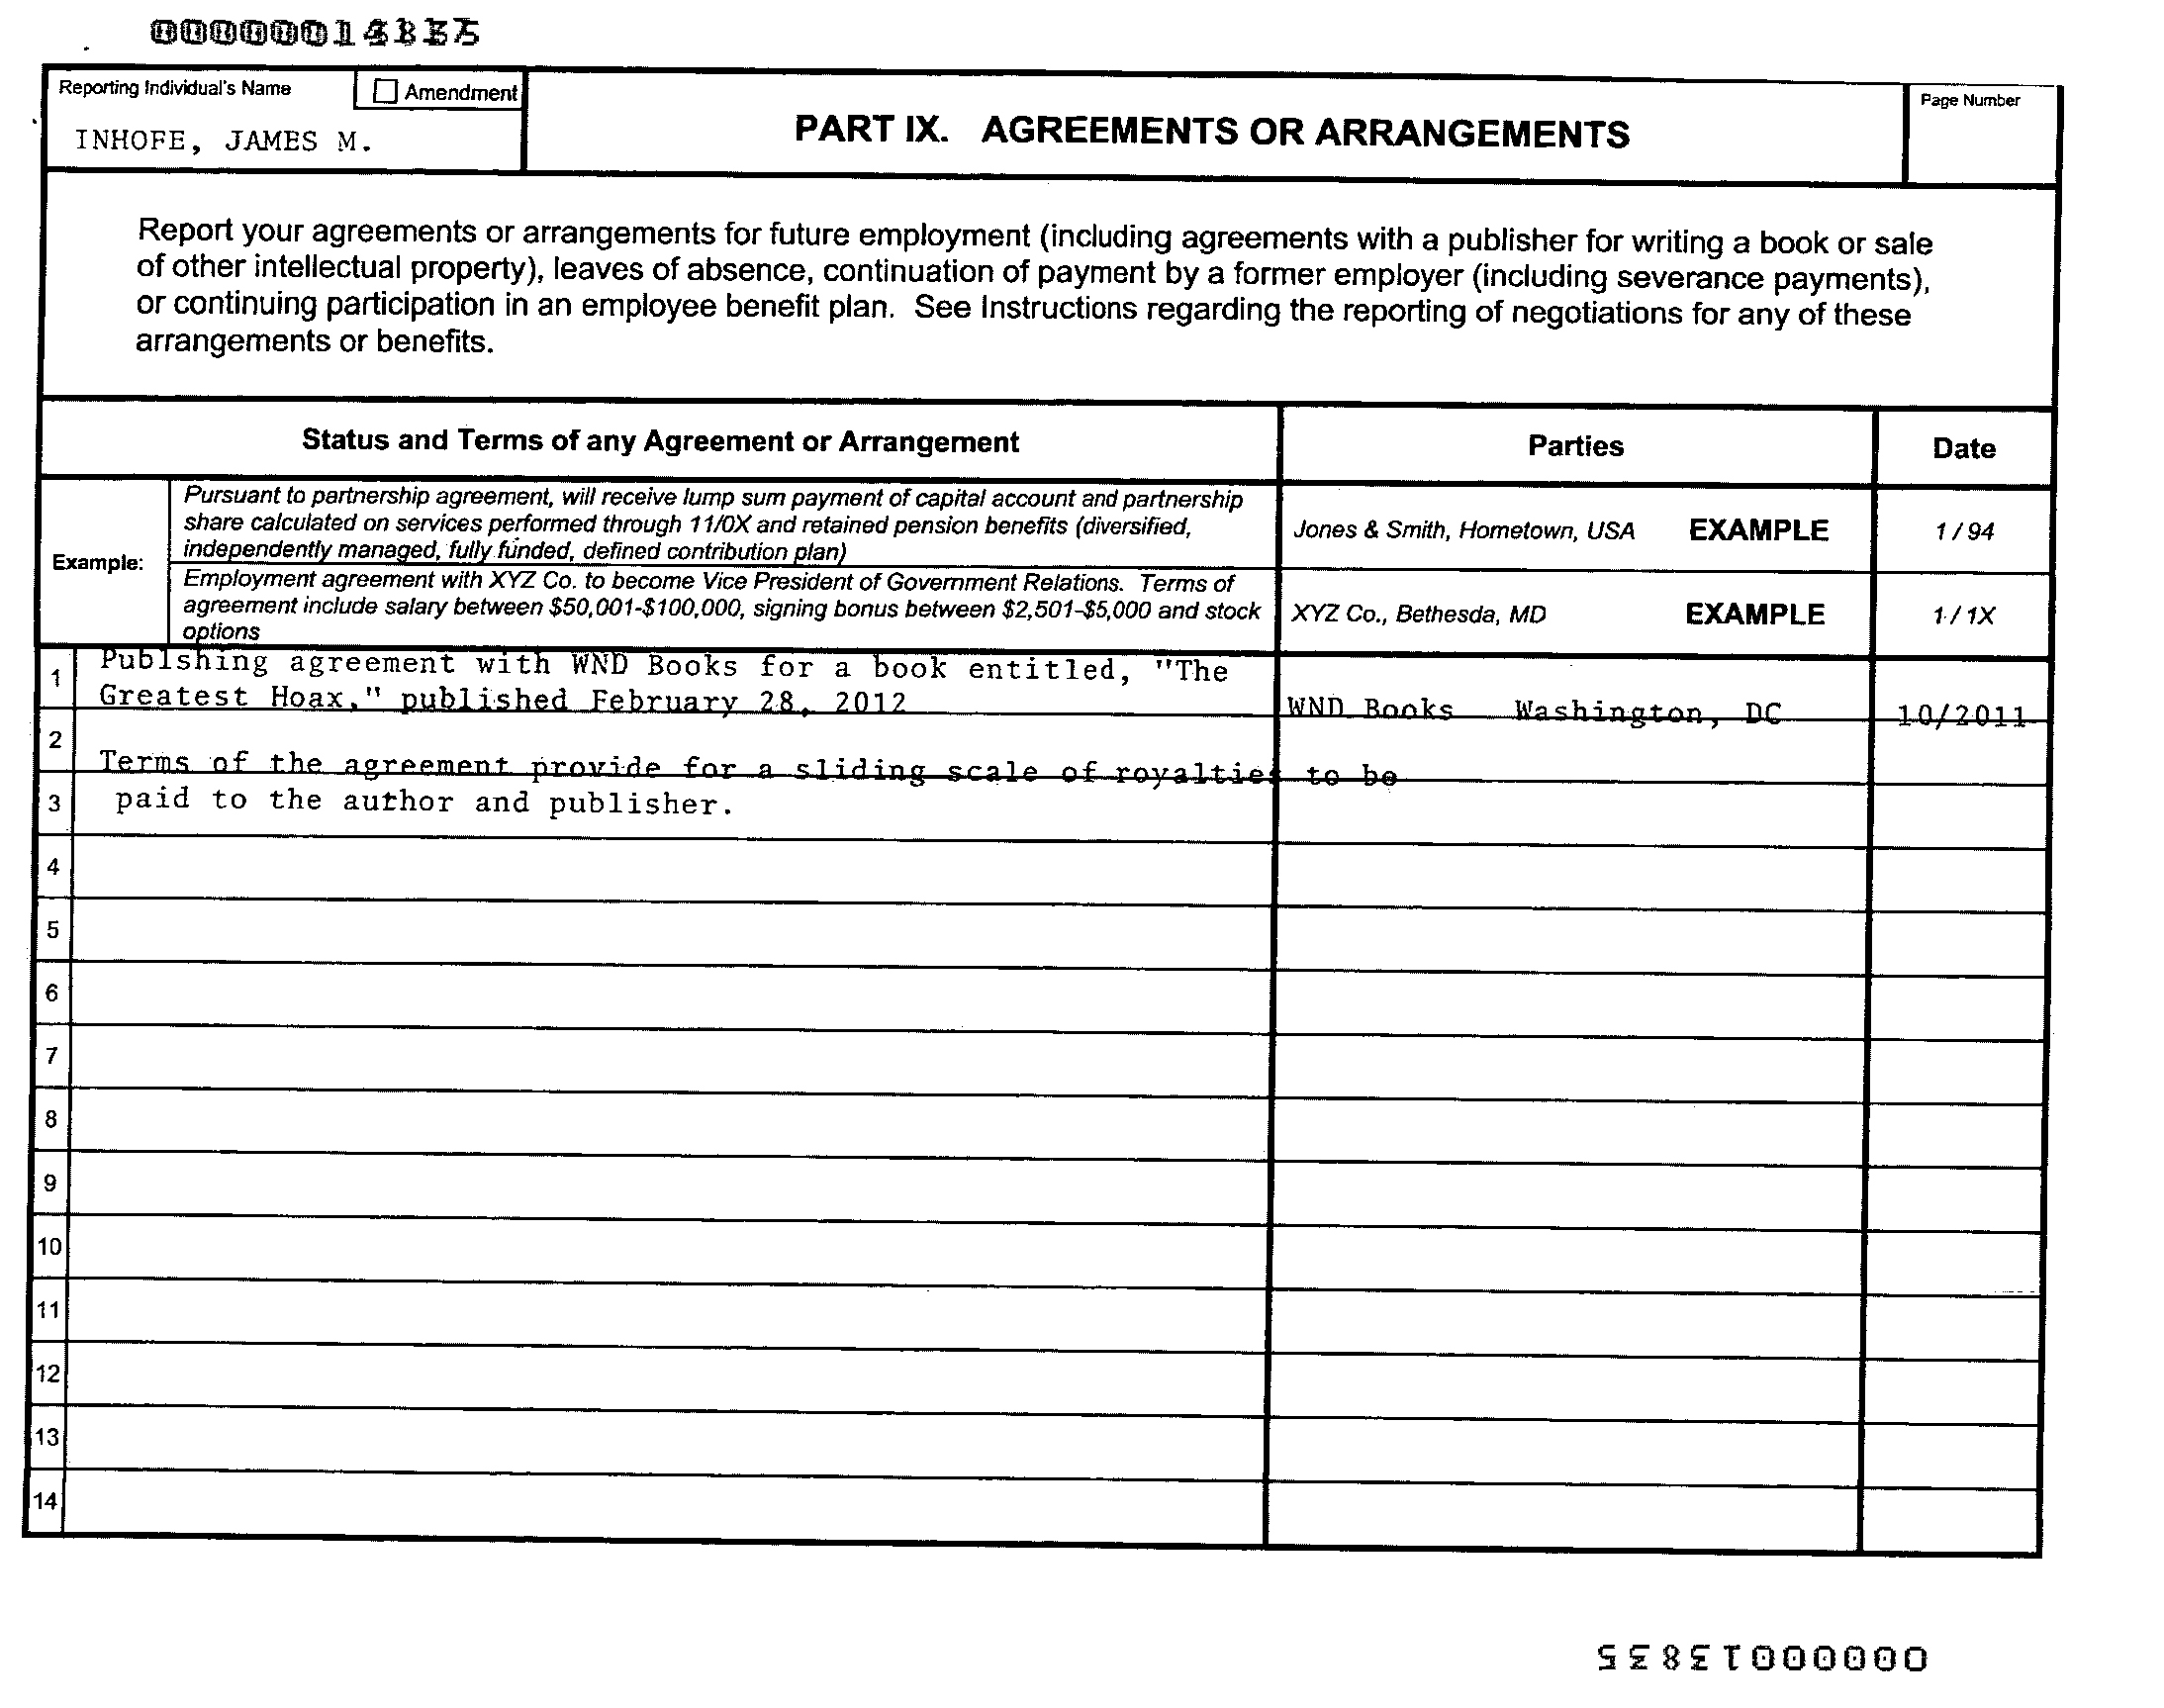 Reporting Individual's Name
Amendment
INHOFE, JAMES M.
PART IX. AGREEMENTS OR ARRANGEMENTS
Page Number
Report your agreements or arrangements for future employment (including agreements with a publisher for writing a book or sale
of other intellectual property), leaves of absence, continuation of payment by a former employer (including severance payments),
or continuing participation in an employee benefit plan. See Instructions regarding the reporting of negotiations for any of these
arrangements or benefits.
Status and Terms of any Agreement or Arrangement
Parties
Date
Example:
Pursuant to partnership agreement, will receive lump sum payment of capital account and partnership
share calculated on services performed through 11/0X and retained pension benefits (diversified,
independently managed, fully funded, defined contribution plan)
Jones & Smith, Hometown, USA EXAMPLE
1 / 94
Employment agreement with XYZ Co. to become Vice President of Government Relations. Terms of
agreement include salary between $50,001-$100,000, signing bonus between $2,501-$5,000 and stock
options
XYZ Co., Bethesda, MD EXAMPLE
1 / 1X
1
Publshing agreement with WND Books for a book entitled, "The
Greatest Hoax," published February 28, 2012
WND Books Washington, DC
10/2011
2
Terms of the agreement provide for a sliding scale of royalties to be
3
paid to the author and publisher.
4
5
6
7
8
9
10
11
12
13
14
00000013835